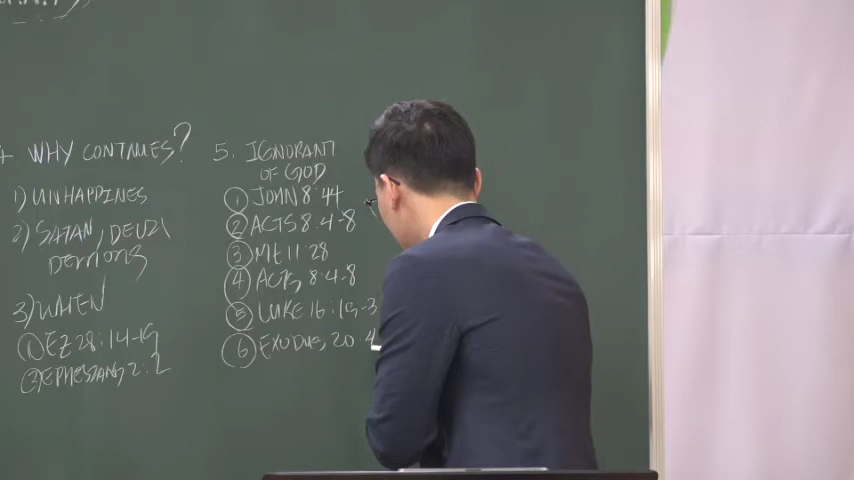 4. WHY CONTINUES?
1) UNHAPPINES
2) SATAN, DEVIL
DEMONS
3) WHEN
① EZ 28:14-19
② EPHESIANS 2:2
5. IGNORANT
OF GOD
① JOHN 8:44
② ACTS 8:4-8
③ Mt 11:28
④ ACTS 8:4-8
⑤ LUKE 16:19-3
⑥ EXODUS 20:4